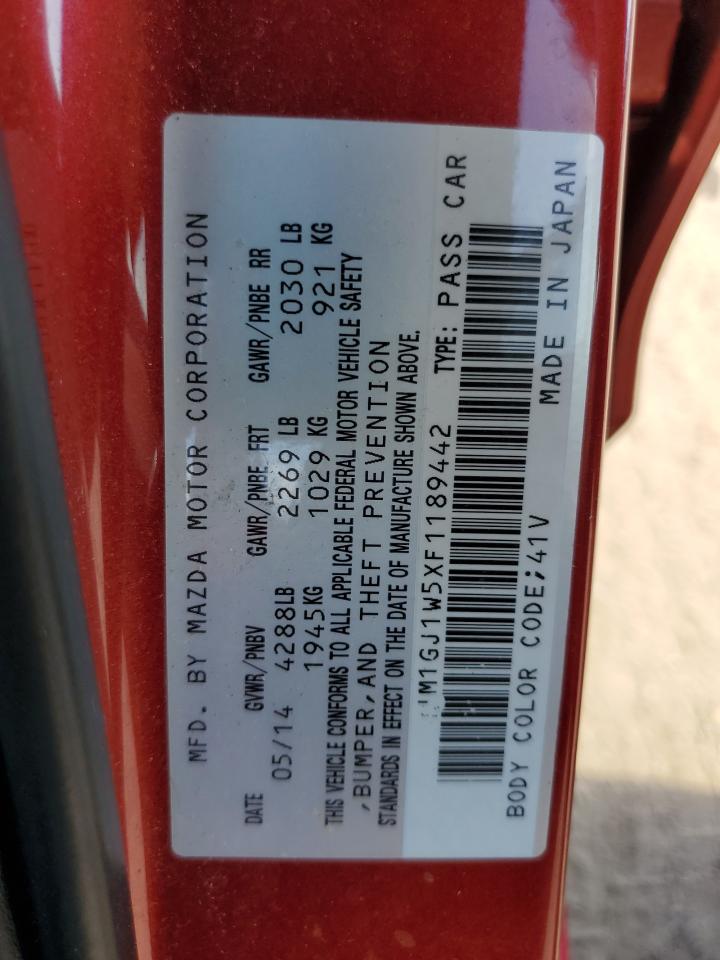 MFD. BY MAZDA MOTOR CORPORATION
DATE GVWR/PNBV GAWR/PNBE FRT GAWR/PNBE RR
05/14 4288LB 2269 LB 2030 LB
1945KG 1029 KG 921 KG
THIS VEHICLE CONFORMS TO ALL APPLICABLE FEDERAL MOTOR VEHICLE SAFETY
,BUMPER,AND THEFT PREVENTION
STANDARDS IN EFFECT ON THE DATE OF MANUFACTURE SHOWN ABOVE.
JM1GJ1W5XF1189442 TYPE: PASS CAR
BODY COLOR CODE;41V MADE IN JAPAN